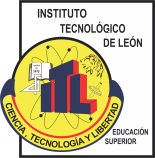 INSTITUTO
TECNOLÓGICO
DE LEÓN
ITL
CIENCIA, TECNOLOGÍA Y LIBERTAD
EDUCACIÓN
SUPERIOR